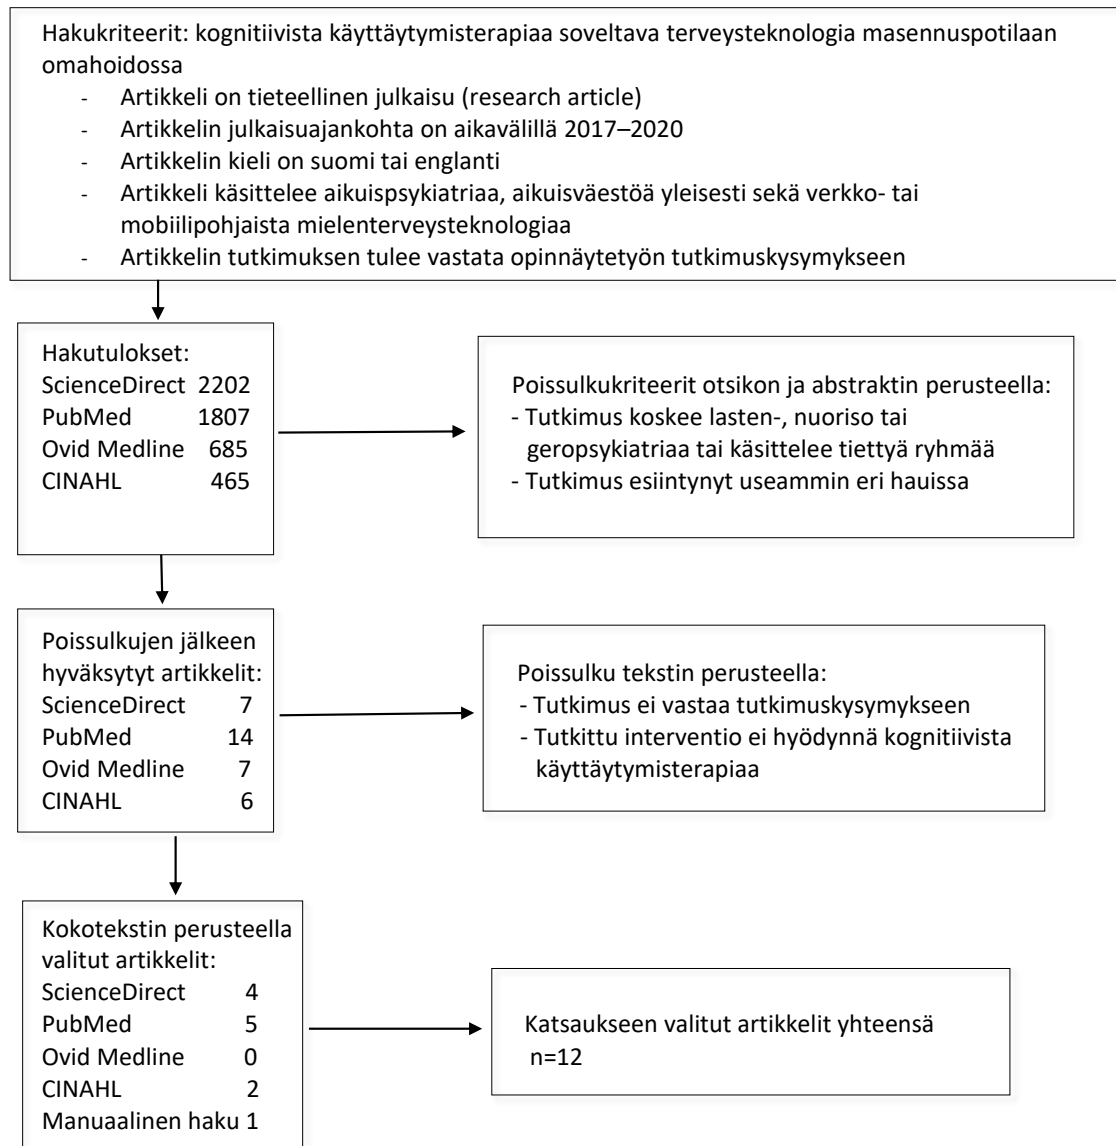 Hakukriteerit: kognitiivista käyttäytymisterapiaa soveltava terveysteknologia masennuspotilaan
omahoidossa
- Artikkeli on tieteellinen julkaisu (research article)
- Artikkelin julkaisuajankohta on aikavälillä 2017–2020
- Artikkelin kieli on suomi tai englanti
- Artikkeli käsittelee aikuispsykiatriaa, aikuisväestöä yleisesti sekä verkko- tai
mobiilipohjaista mielenterveysteknologiaa
- Artikkelin tutkimuksen tulee vastata opinnäytetyön tutkimuskysymykseen
Hakutulokset:
ScienceDirect 2202
PubMed 1807
Ovid Medline 685
CINAHL 465
Poissulkukriteerit otsikon ja abstraktin perusteella:
- Tutkimus koskee lasten-, nuoriso tai
geropsykiatriaa tai käsittelee tiettyä ryhmää
- Tutkimus esiintynyt useammin eri hauissa
Poissulkujen jälkeen
hyväksytyt artikkelit:
ScienceDirect 7
PubMed 14
Ovid Medline 7
CINAHL 6
Poissulku tekstin perusteella:
- Tutkimus ei vastaa tutkimuskysymykseen
- Tutkittu interventio ei hyödynnä kognitiivista
käyttäytymisterapiaa
Kokotekstin perusteella
valitut artikkelit:
ScienceDirect 4
PubMed 5
Ovid Medline 0
CINAHL 2
Manuaalinen haku 1
Katsaukseen valitut artikkelit yhteensä
n=12